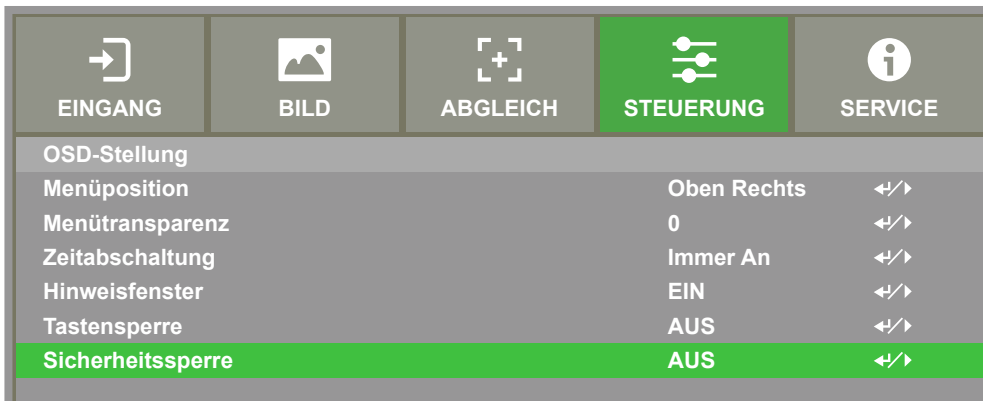 EINGANG BILD ABGLEICH STEUERUNG SERVICE
OSD-Stellung
Menüposition Oben Rechts
Menütransparenz 0
Zeitabschaltung Immer An
Hinweisfenster EIN
Tastensperre AUS
Sicherheitssperre AUS